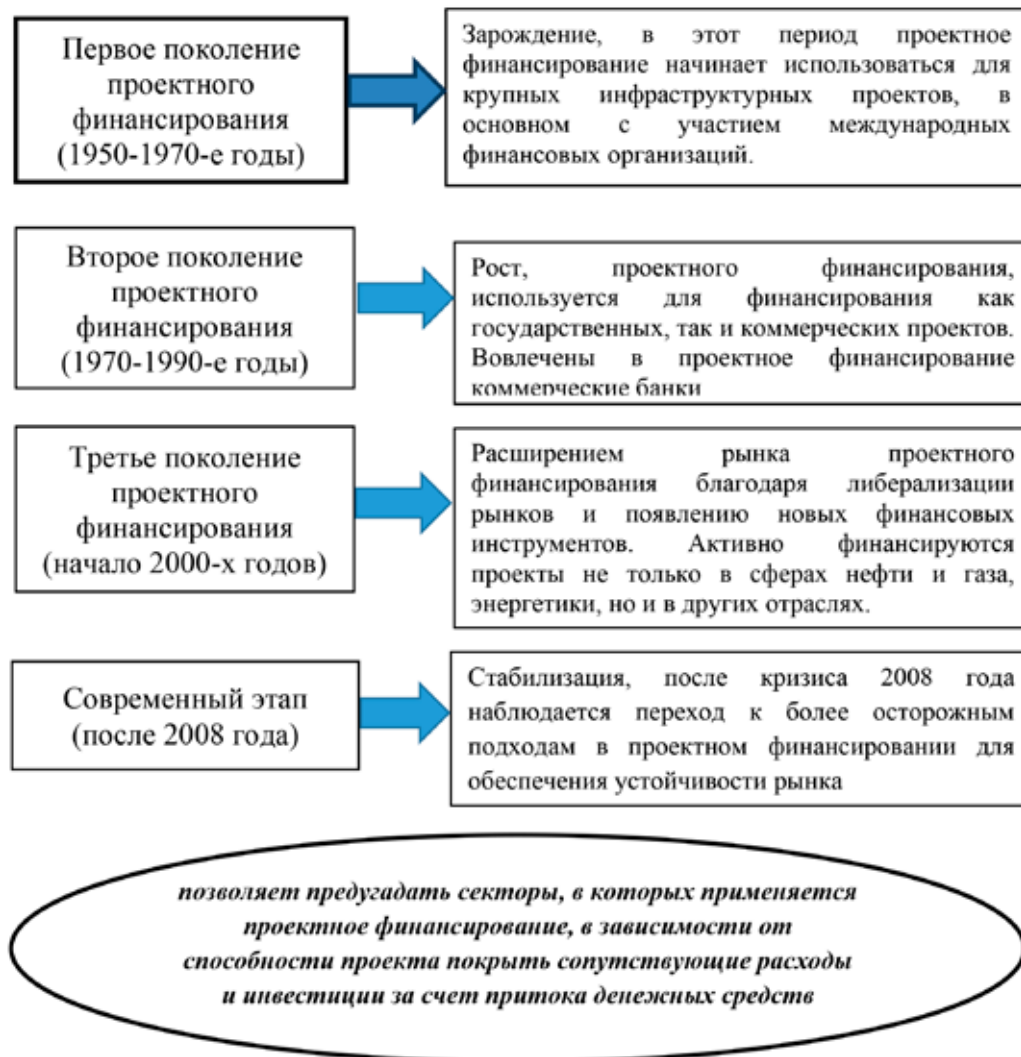 Первое поколение
проектного
финансирования
(1950-1970-е годы)
Зарождение, в этот период проектное
финансирование начинает использоваться для
крупных инфраструктурных проектов, в
основном с участием международных
финансовых организаций.
Второе поколение
проектного
финансирования
(1970-1990-е годы)
Рост, проектного финансирования,
используется для финансирования как
государственных, так и коммерческих проектов.
Вовлечены в проектное финансирование
коммерческие банки
Третье поколение
проектного
финансирования
(начало 2000-х годов)
Расширением рынка проектного
финансирования благодаря либерализации
рынков и появлению новых финансовых
инструментов. Активно финансируются
проекты не только в сферах нефти и газа,
энергетики, но и в других отраслях.
Современный этап
(после 2008 года)
Стабилизация, после кризиса 2008 года
наблюдается переход к более осторожным
подходам в проектном финансировании для
обеспечения устойчивости рынка
позволяет предугадать секторы, в которых применяется
проектное финансирование, в зависимости от
способности проекта покрыть сопутствующие расходы
и инвестиции за счет притока денежных средств